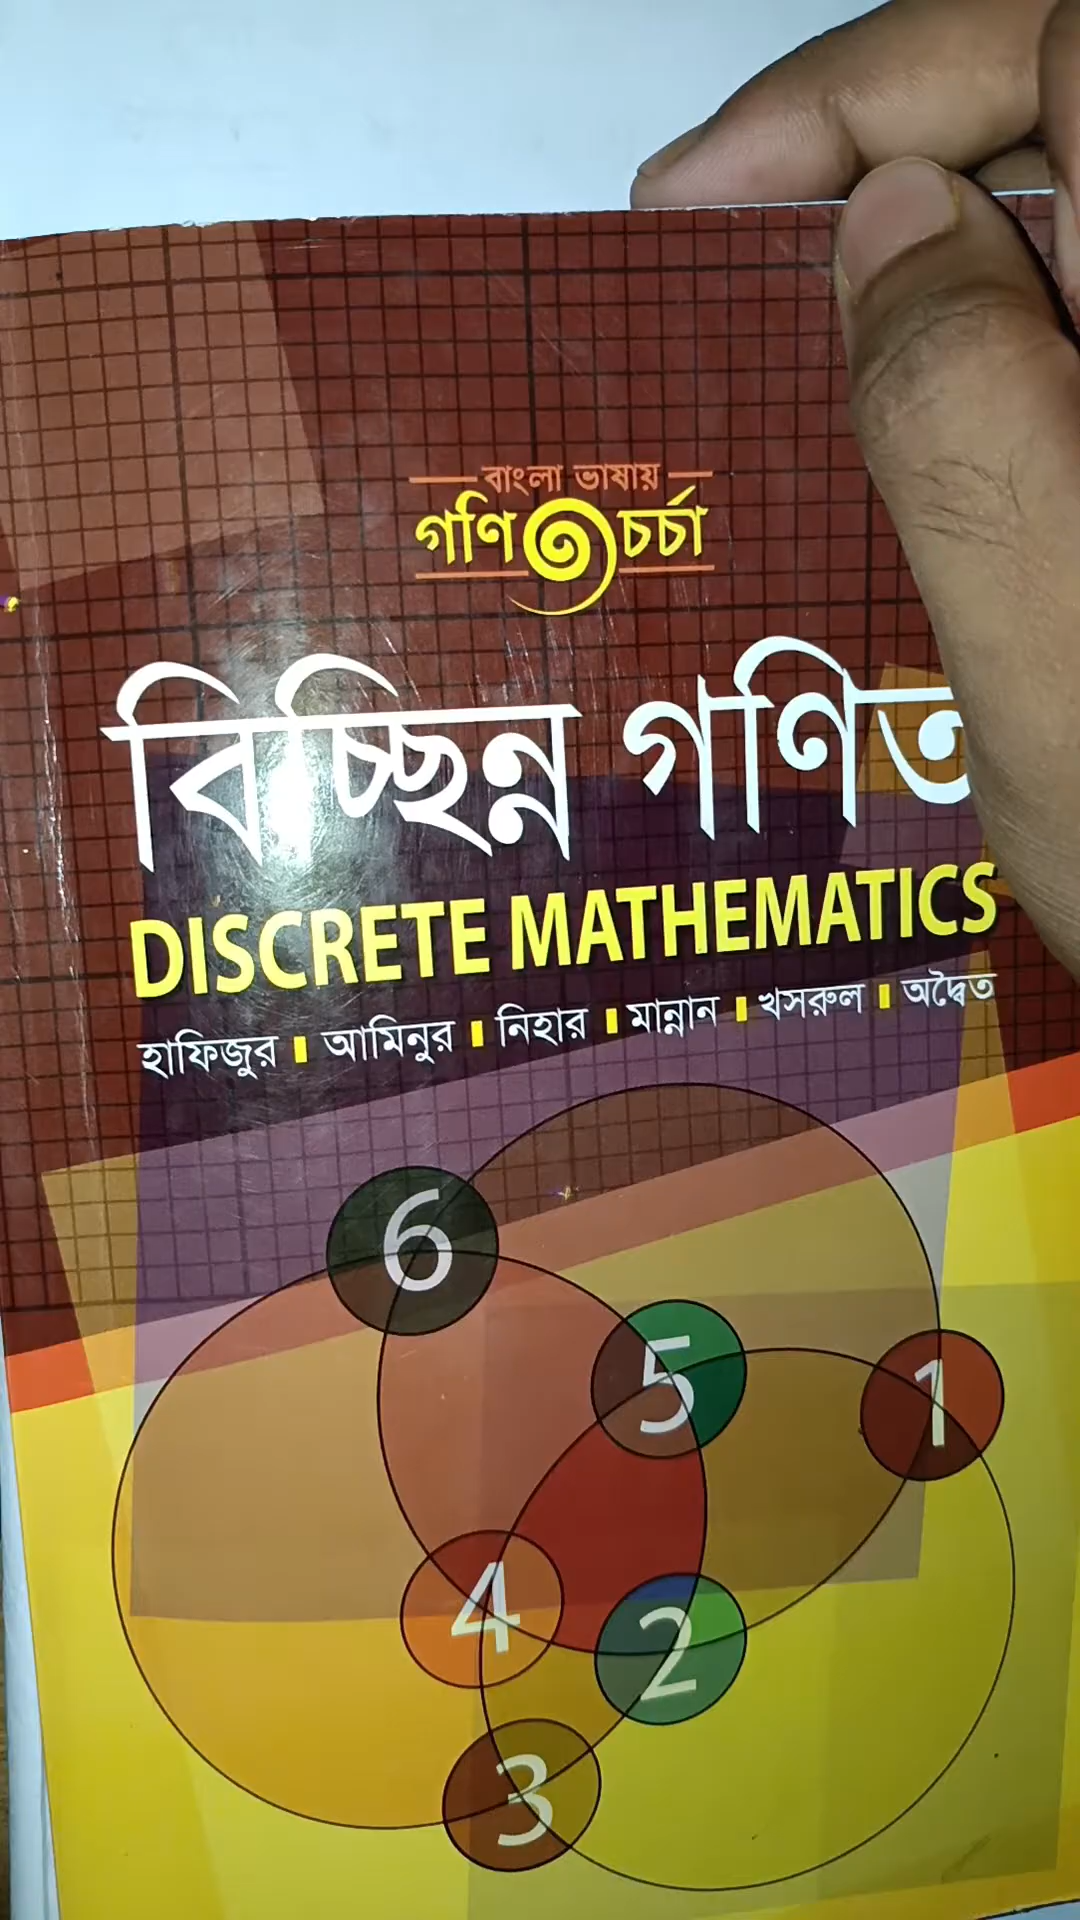 বাংলা ভাষায়
গণিত চর্চা
বিচ্ছিন্ন গণিত
DISCRETE MATHEMATICS
হাফিজুর ▮ আমিনুর ▮ নিহার ▮ মান্নান ▮ খসরুল ▮ অদ্বৈত
6
5
1
4
2
3